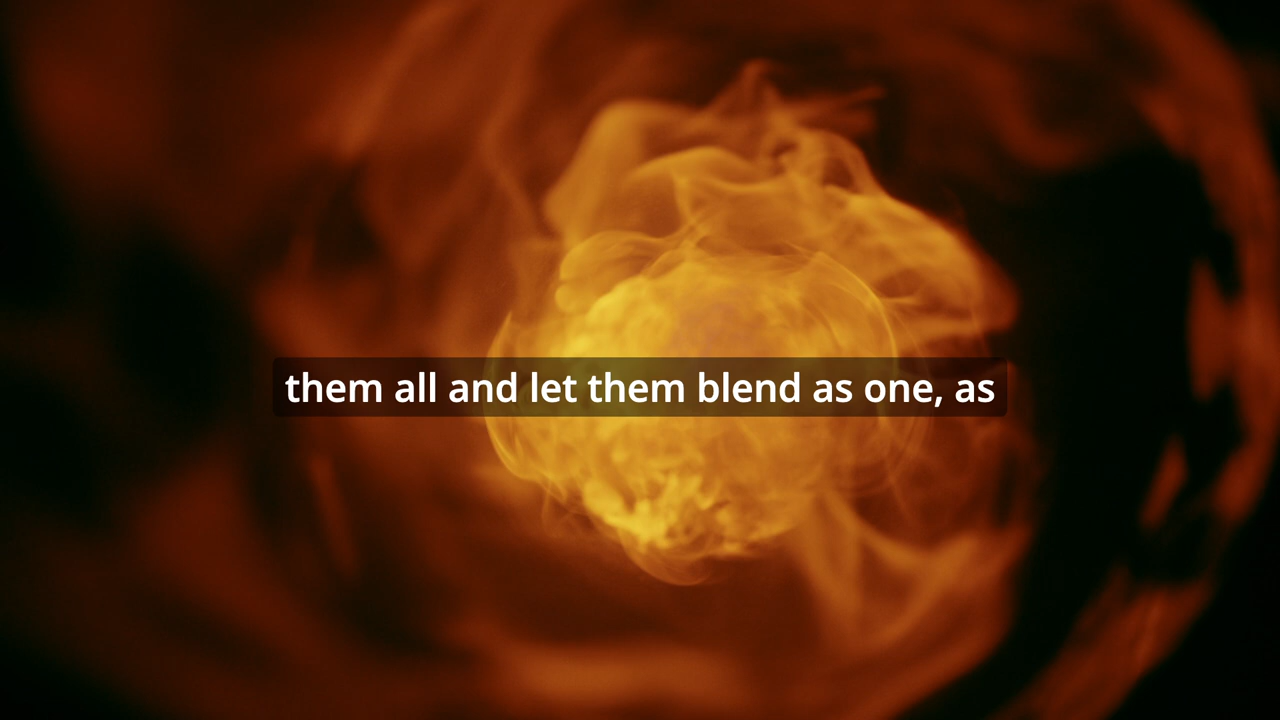 them all and let them blend as one, as